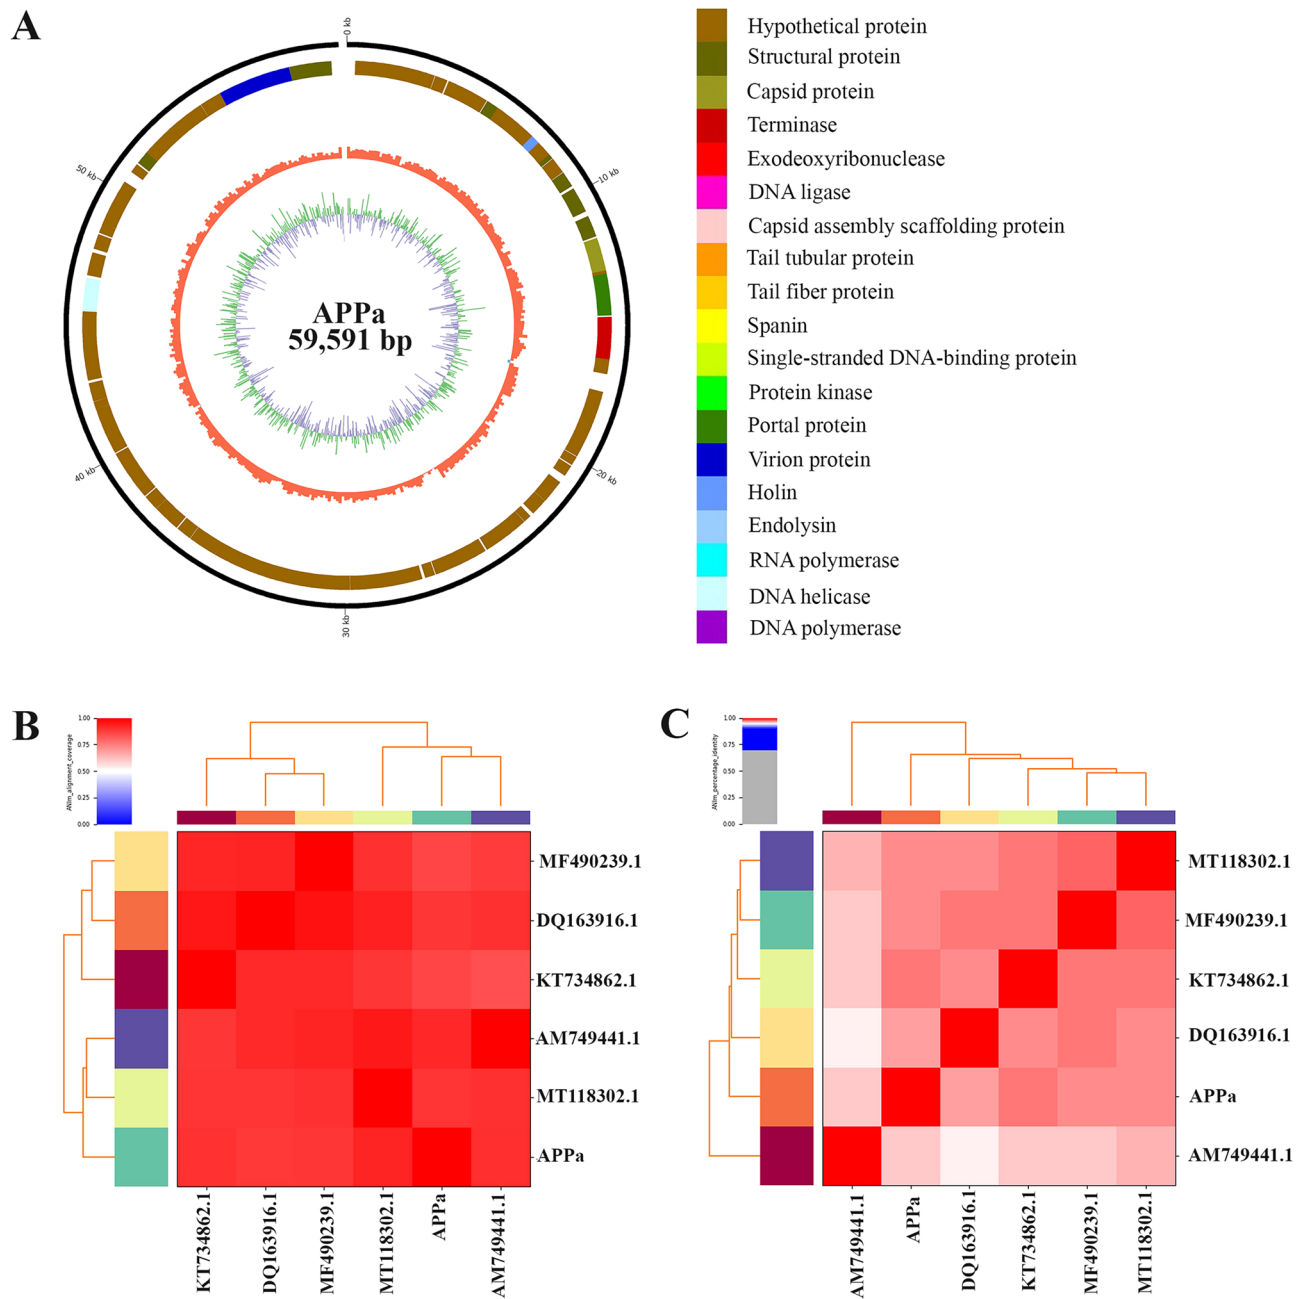 A
0 kb
10 kb
20 kb
30 kb
40 kb
50 kb
APPa
59,591 bp
Hypothetical protein
Structural protein
Capsid protein
Terminase
Exodeoxyribonuclease
DNA ligase
Capsid assembly scaffolding protein
Tail tubular protein
Tail fiber protein
Spanin
Single-stranded DNA-binding protein
Protein kinase
Portal protein
Virion protein
Holin
Endolysin
RNA polymerase
DNA helicase
DNA polymerase
B
ANIm_alignment_coverage
1.00
0.75
0.50
0.25
0.00
MF490239.1
DQ163916.1
KT734862.1
AM749441.1
MT118302.1
APPa
KT734862.1
DQ163916.1
MF490239.1
MT118302.1
APPa
AM749441.1
C
ANIm_percentage_identity
1.00
0.75
0.50
0.25
0.00
MT118302.1
MF490239.1
KT734862.1
DQ163916.1
APPa
AM749441.1
AM749441.1
APPa
DQ163916.1
KT734862.1
MF490239.1
MT118302.1